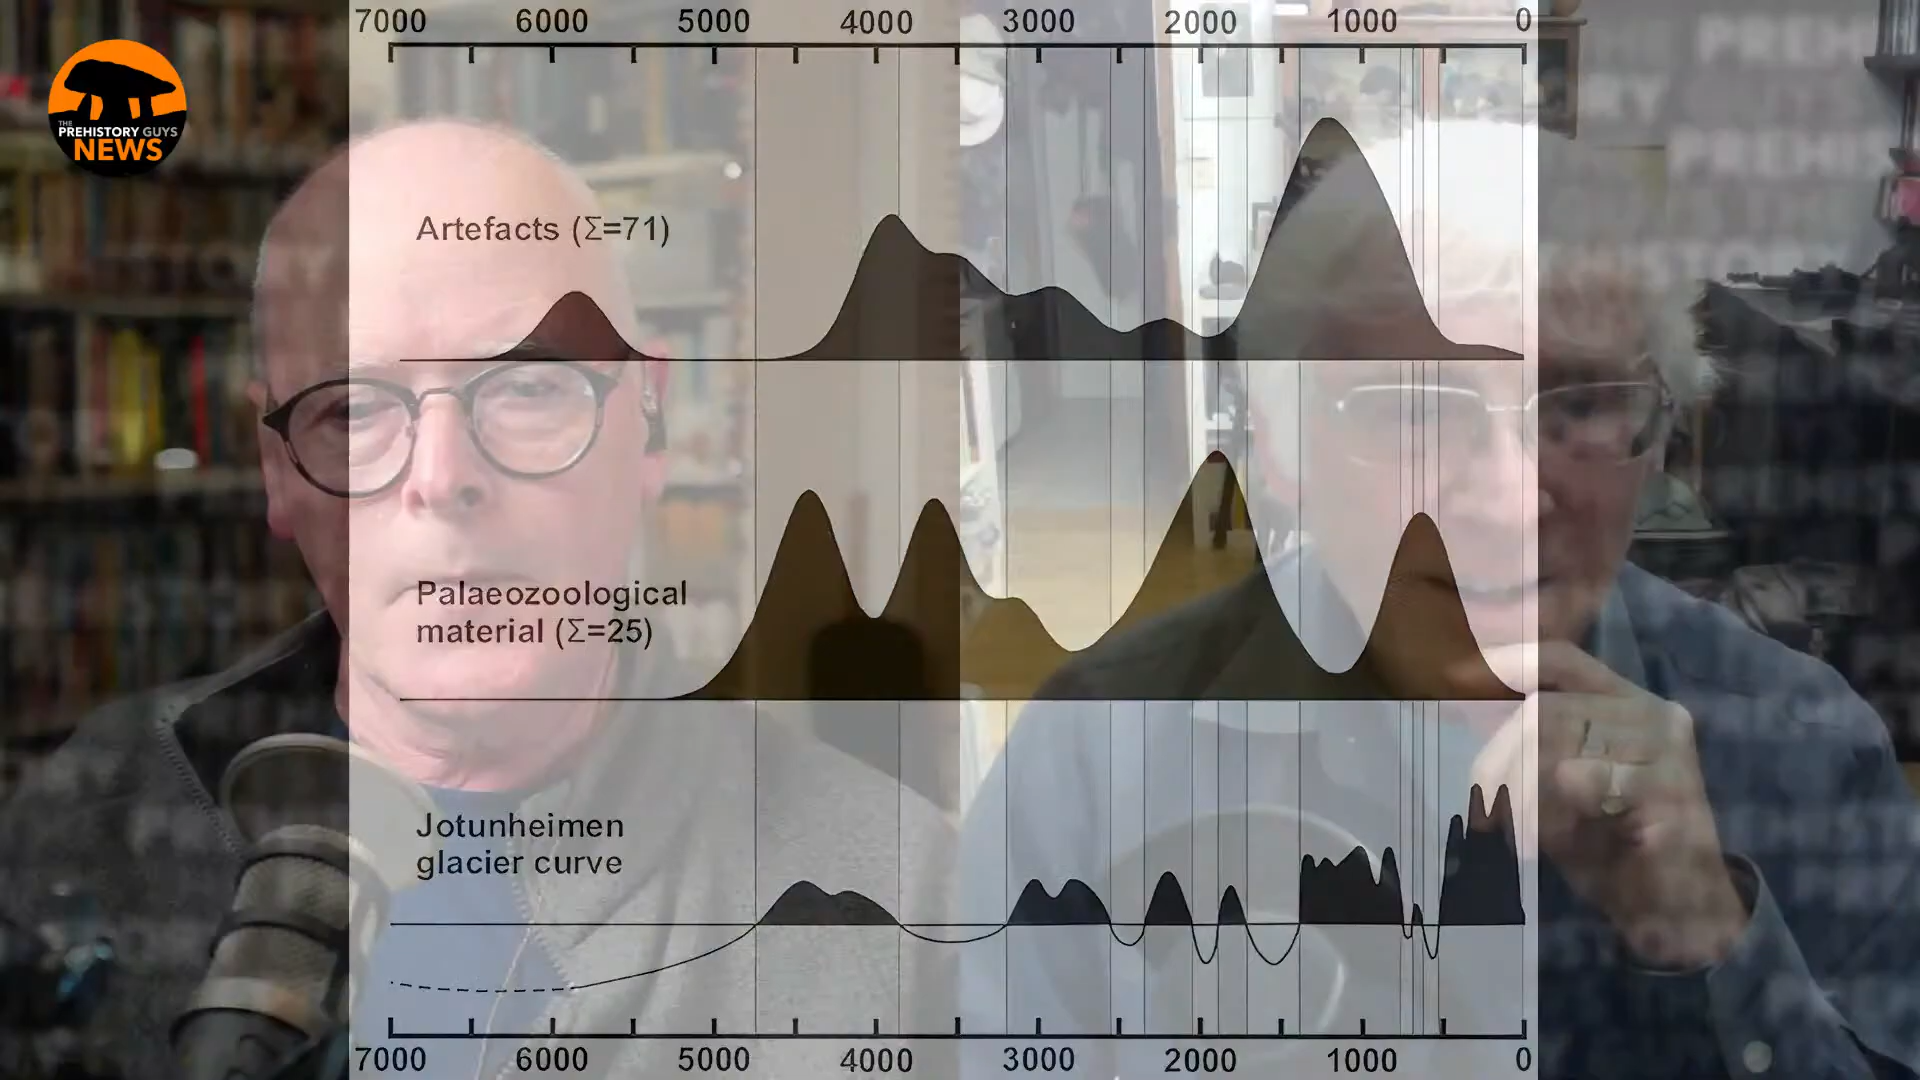 7000 6000 5000 4000 3000 2000 1000 0
THE
PREHISTORY GUYS
NEWS
Artefacts (Σ=71)
Palaeozoological
material (Σ=25)
Jotunheimen
glacier curve
7000 6000 5000 4000 3000 2000 1000 0